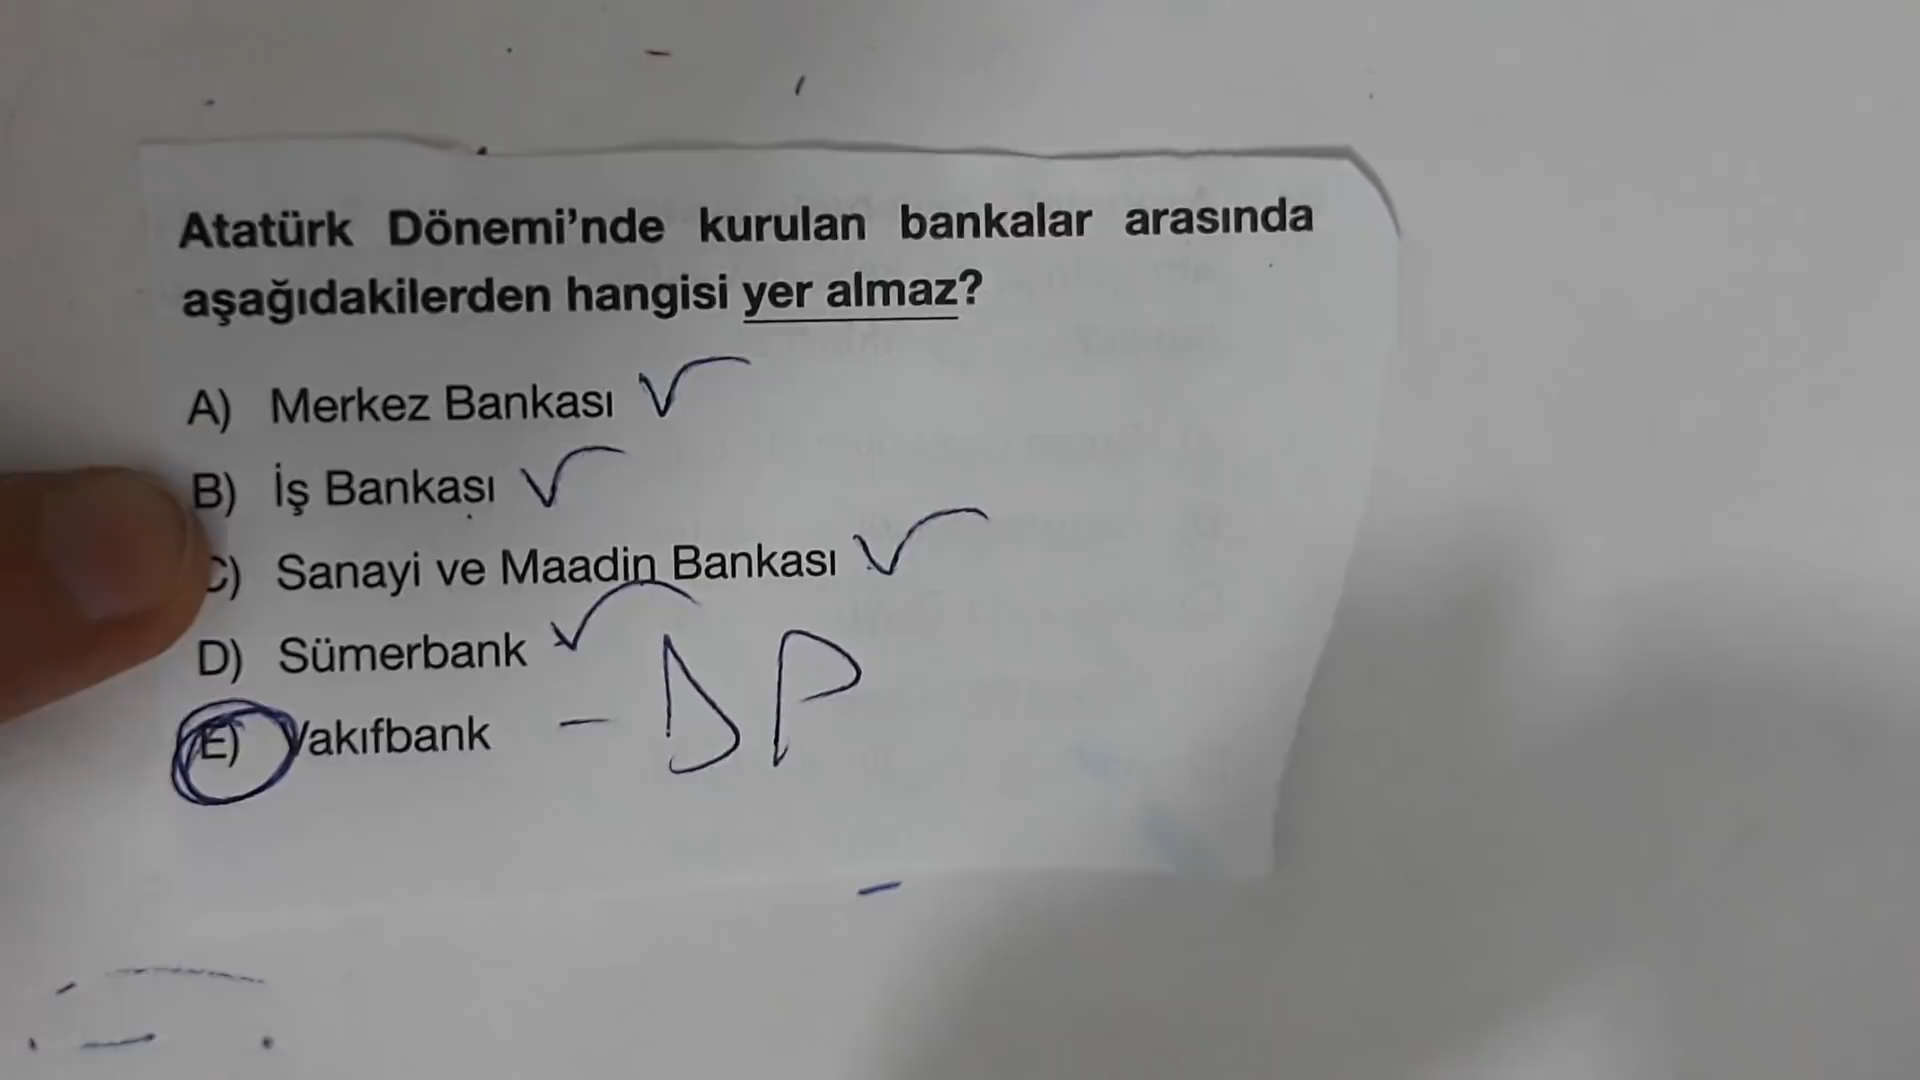 Atatürk Dönemi'nde kurulan bankalar arasında
aşağıdakilerden hangisi yer almaz?
A) Merkez Bankası
B) İş Bankası
C) Sanayi ve Maadin Bankası
D) Sümerbank
E) Vakıfbank - DP